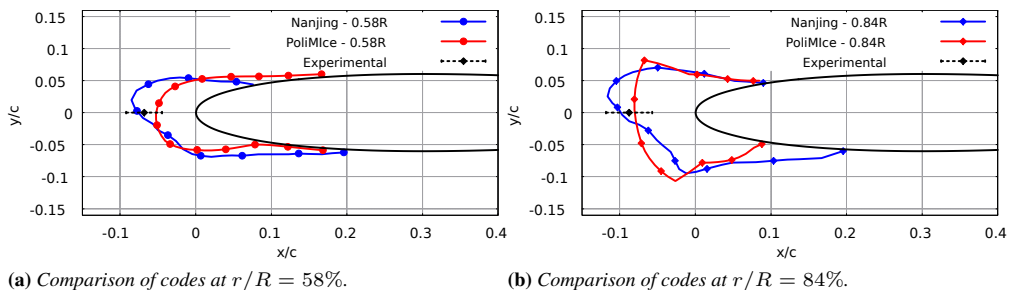 0.15
0.1
0.05
0
-0.05
-0.1
-0.15
y/c
-0.1 0 0.1 0.2 0.3 0.4
x/c
Nanjing - 0.58R
PoliMIce - 0.58R
Experimental
(a) Comparison of codes at r/R = 58%.
0.15
0.1
0.05
0
-0.05
-0.1
-0.15
y/c
-0.1 0 0.1 0.2 0.3 0.4
x/c
Nanjing - 0.84R
PoliMIce - 0.84R
Experimental
(b) Comparison of codes at r/R = 84%.